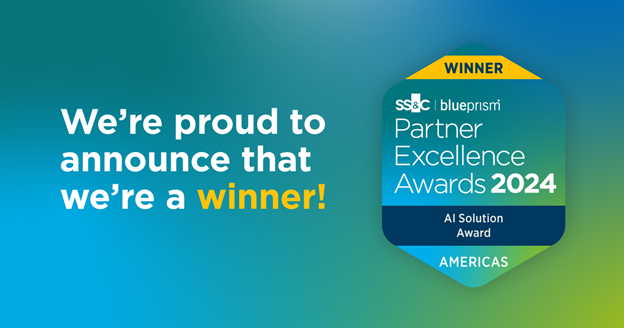 We're proud to
announce that
we're a winner!
WINNER
SS&C | blueprism
Partner
Excellence
Awards 2024
AI Solution
Award
AMERICAS